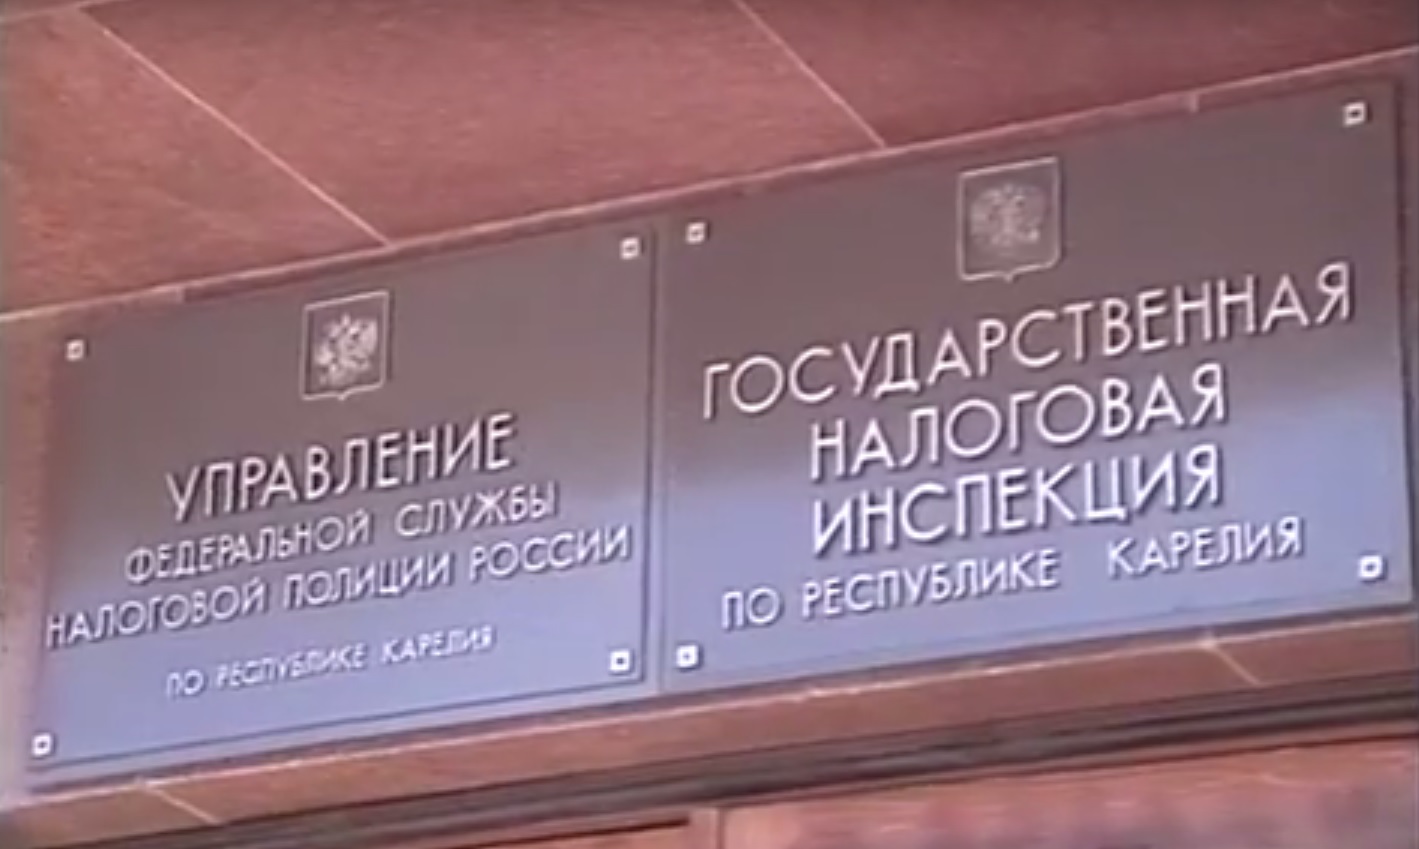 УПРАВЛЕНИЕ
ФЕДЕРАЛЬНОЙ СЛУЖБЫ
НАЛОГОВОЙ ПОЛИЦИИ РОССИИ
ПО РЕСПУБЛИКЕ КАРЕЛИЯ
ГОСУДАРСТВЕННАЯ
НАЛОГОВАЯ
ИНСПЕКЦИЯ
ПО РЕСПУБЛИКЕ КАРЕЛИЯ